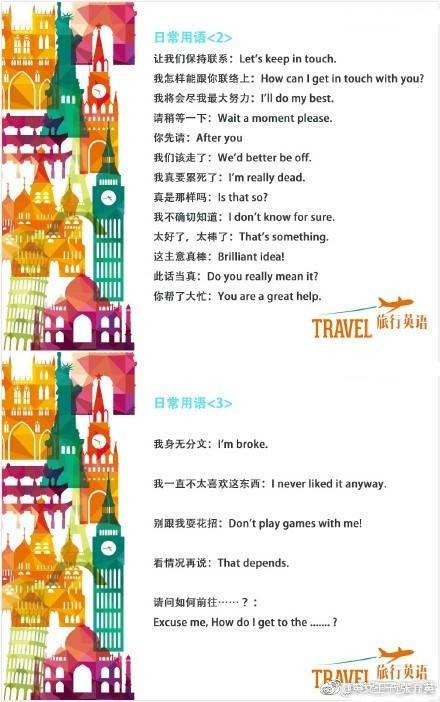 日常用语<2>
让我们保持联系：Let's keep in touch.
我怎样能跟你联络上：How can I get in touch with you?
我将会尽我最大努力：I'll do my best.
请稍等一下：Wait a moment please.
你先请：After you
我们该走了：We'd better be off.
我真要累死了：I'm really dead.
真是那样吗：Is that so?
我不确切知道：I don't know for sure.
太好了，太棒了：That's something.
这主意真棒：Brilliant idea!
此话当真：Do you really mean it?
你帮了大忙：You are a great help.
TRAVEL 旅行英语
日常用语<3>
我身无分文：I'm broke.
我一直不太喜欢这东西：I never liked it anyway.
别跟我耍花招：Don't play games with me!
看情况再说：That depends.
请问如何前往……？：
Excuse me, How do I get to the ....... ?
TRAVEL 旅行英语